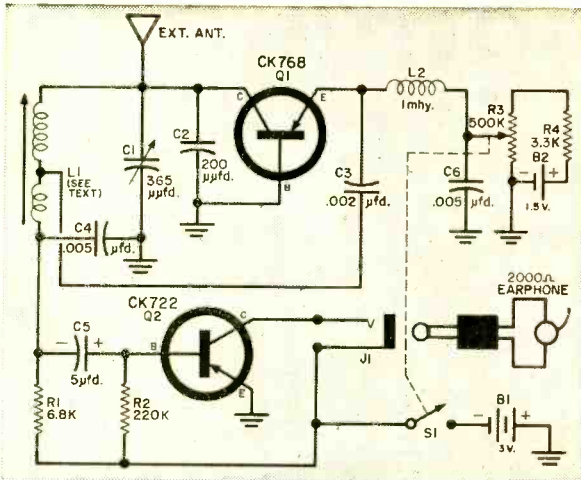 EXT. ANT.
CK768
Q1
C
E
B
L2
1mhy.
R3
500K
R4
3.3K
B2
- +
1.5V.
L1
(SEE
TEXT)
C1
365
μμfd.
C2
200
μμfd.
C3
.002 μfd.
C6
.005 μfd.
C4
.005 μfd.
CK722
Q2
C
B
E
- C5 +
5μfd.
R1
6.8K
R2
220K
V
J1
2000Ω
EARPHONE
S1
B1
- +
3V.